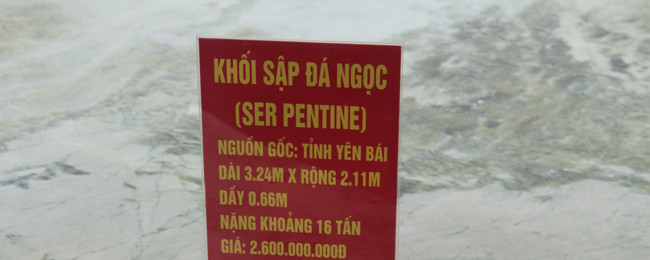 KHỐI SẬP ĐÁ NGỌC
(SER PENTINE)
NGUỒN GỐC: TỈNH YÊN BÁI
DÀI 3.24M X RỘNG 2.11M
DẦY 0.66M
NẶNG KHOẢNG 16 TẤN
GIÁ: 2.600.000.000Đ